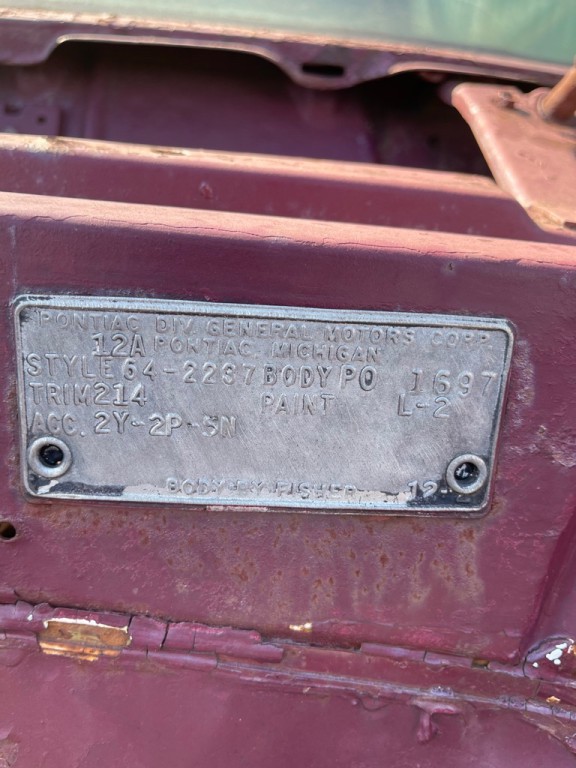 PONTIAC DIV. GENERAL MOTORS CORP.
12A PONTIAC, MICHIGAN
STYLE 64-2237 BODY PO 1697
TRIM 214 PAINT L-2
ACC. 2Y-2P-5N
BODY BY FISHER